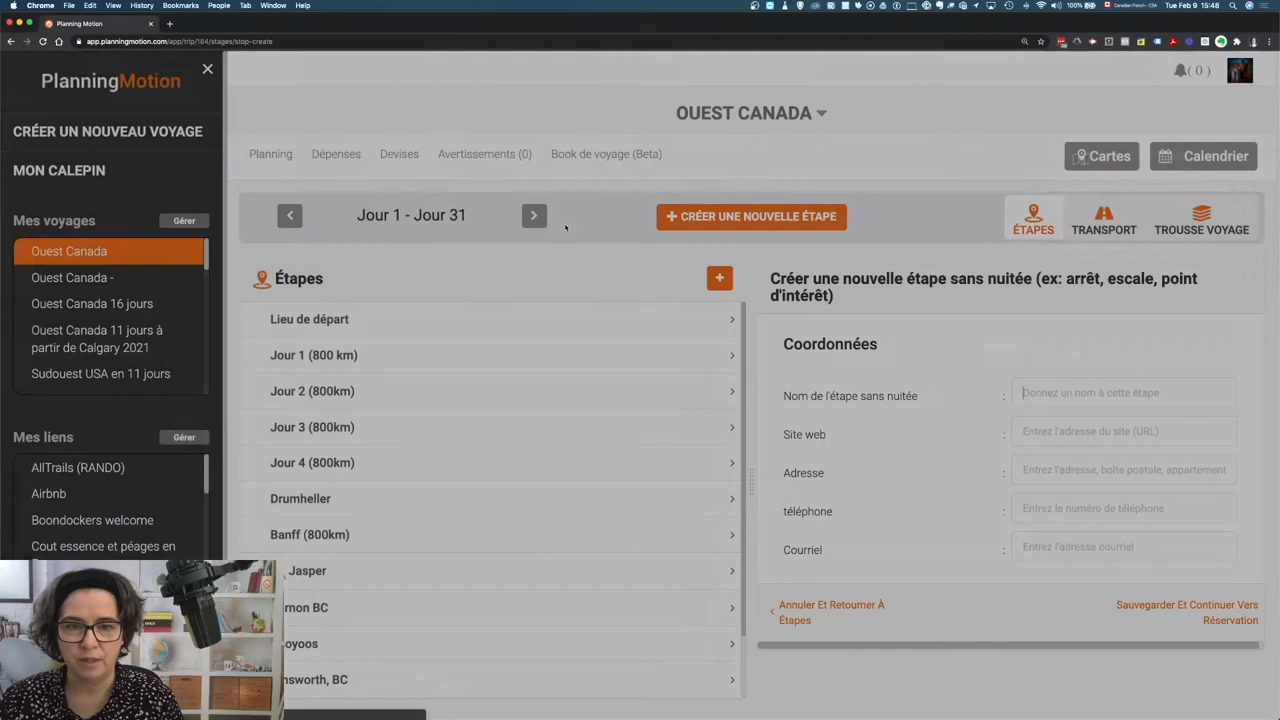 Chrome File Edit View History Bookmarks People Tab Window Help
100% Canadian French - CSA Tue Feb 9 15:48
Planning Motion
app.planningmotion.com/app/trip/184/stages/stop-create
PlanningMotion
CRÉER UN NOUVEAU VOYAGE
MON CALEPIN
Mes voyages Gérer
Ouest Canada
Ouest Canada -
Ouest Canada 16 jours
Ouest Canada 11 jours à
partir de Calgary 2021
Sudouest USA en 11 jours
Mes liens Gérer
AllTrails (RANDO)
Airbnb
Boondockers welcome
Cout essence et péages en
( 0 )
OUEST CANADA
Planning Dépenses Devises Avertissements (0) Book de voyage (Beta)
Cartes Calendrier
Jour 1 - Jour 31
+ CRÉER UNE NOUVELLE ÉTAPE
ÉTAPES TRANSPORT TROUSSE VOYAGE
Étapes +
Lieu de départ
Jour 1 (800 km)
Jour 2 (800km)
Jour 3 (800km)
Jour 4 (800km)
Drumheller
Banff (800km)
Jasper
rnon BC
oyoos
nsworth, BC
Créer une nouvelle étape sans nuitée (ex: arrêt, escale, point
d'intérêt)
Coordonnées
Nom de l'étape sans nuitée : Donnez un nom à cette étape
Site web : Entrez l'adresse du site (URL)
Adresse : Entrez l'adresse, boîte postale, appartement
téléphone : Entrez le numéro de téléphone
Courriel : Entrez l'adresse courriel
Annuler Et Retourner À
Étapes
Sauvegarder Et Continuer Vers
Réservation